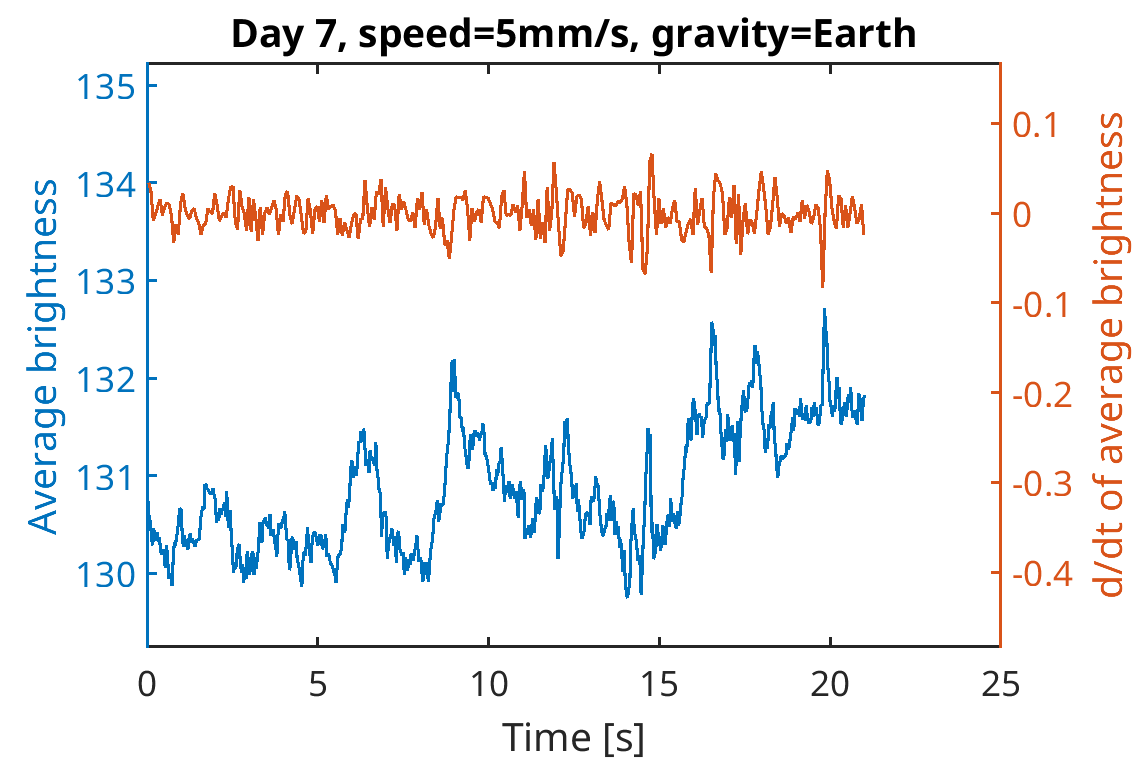 Day 7, speed=5mm/s, gravity=Earth
135
134
133
132
131
130
Average brightness
0.1
0
-0.1
-0.2
-0.3
-0.4
d/dt of average brightness
0 5 10 15 20 25
Time [s]